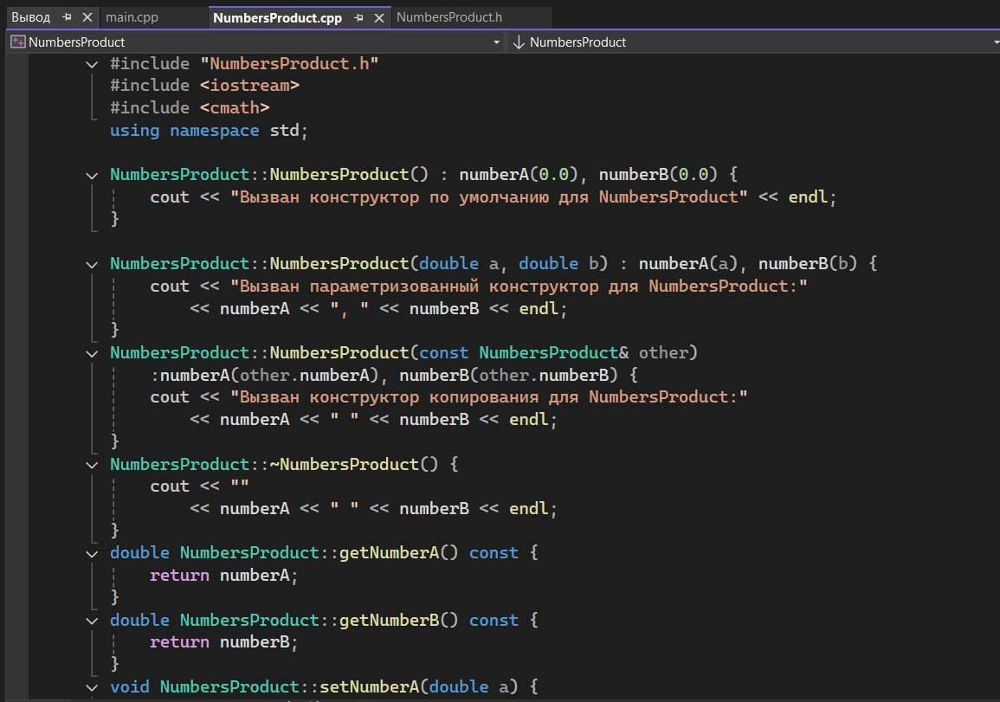 Вывод main.cpp NumbersProduct.cpp NumbersProduct.h
NumbersProduct NumbersProduct
#include "NumbersProduct.h"
#include <iostream>
#include <cmath>
using namespace std;
NumbersProduct::NumbersProduct() : numberA(0.0), numberB(0.0) {
cout << "Вызван конструктор по умолчанию для NumbersProduct" << endl;
}
NumbersProduct::NumbersProduct(double a, double b) : numberA(a), numberB(b) {
cout << "Вызван параметризованный конструктор для NumbersProduct:"
<< numberA << ", " << numberB << endl;
}
NumbersProduct::NumbersProduct(const NumbersProduct& other)
:numberA(other.numberA), numberB(other.numberB) {
cout << "Вызван конструктор копирования для NumbersProduct:"
<< numberA << " " << numberB << endl;
}
NumbersProduct::~NumbersProduct() {
cout << ""
<< numberA << " " << numberB << endl;
}
double NumbersProduct::getNumberA() const {
return numberA;
}
double NumbersProduct::getNumberB() const {
return numberB;
}
void NumbersProduct::setNumberA(double a) {